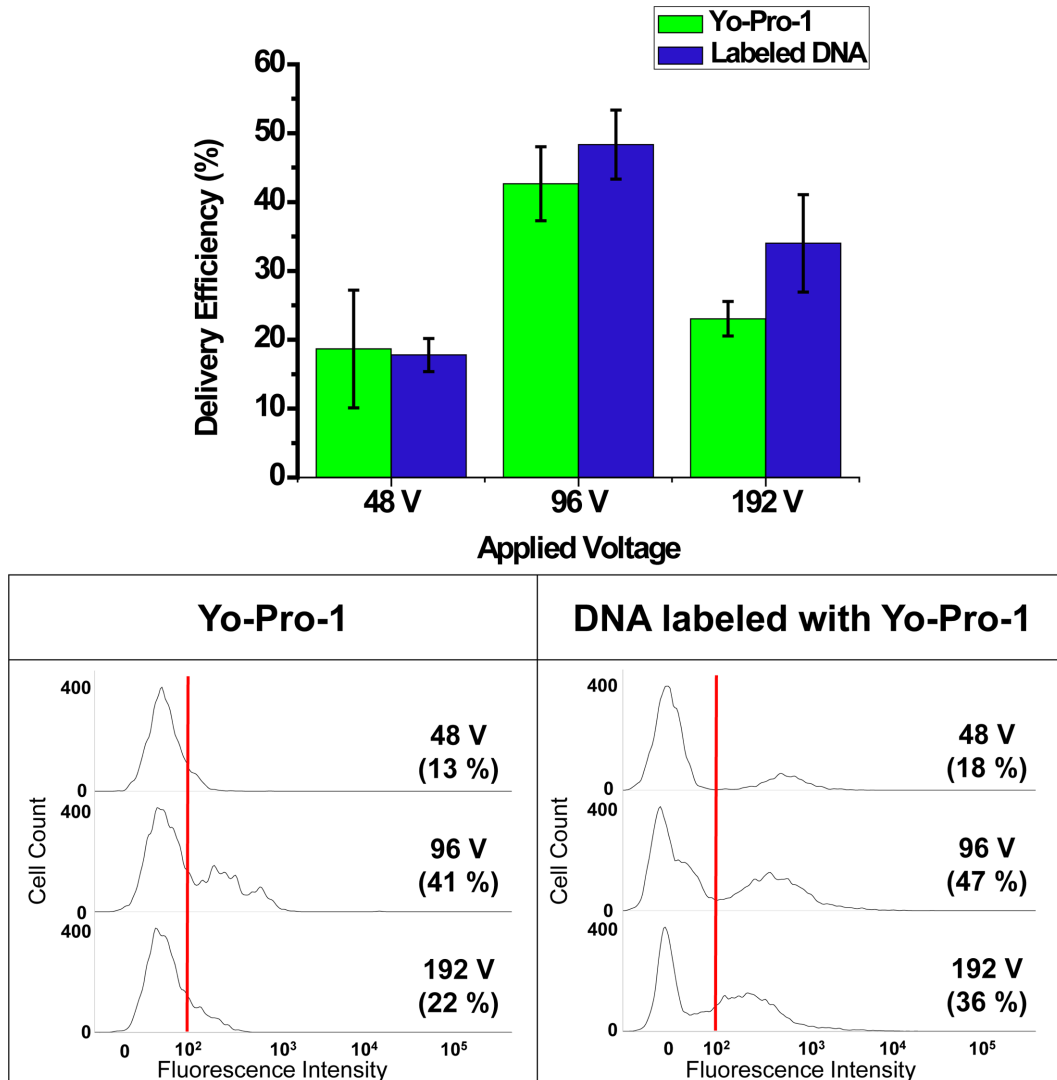 Yo-Pro-1
Labeled DNA
60
50
40
30
20
10
0
Delivery Efficiency (%)
48 V
96 V
192 V
Applied Voltage
Yo-Pro-1
DNA labeled with Yo-Pro-1
400
48 V
(13 %)
0
400
96 V
(41 %)
0
400
192 V
(22 %)
0
Cell Count
0 10² 10³ 10⁴ 10⁵
Fluorescence Intensity
400
48 V
(18 %)
0
400
96 V
(47 %)
0
400
192 V
(36 %)
0
Cell Count
0 10² 10³ 10⁴ 10⁵
Fluorescence Intensity